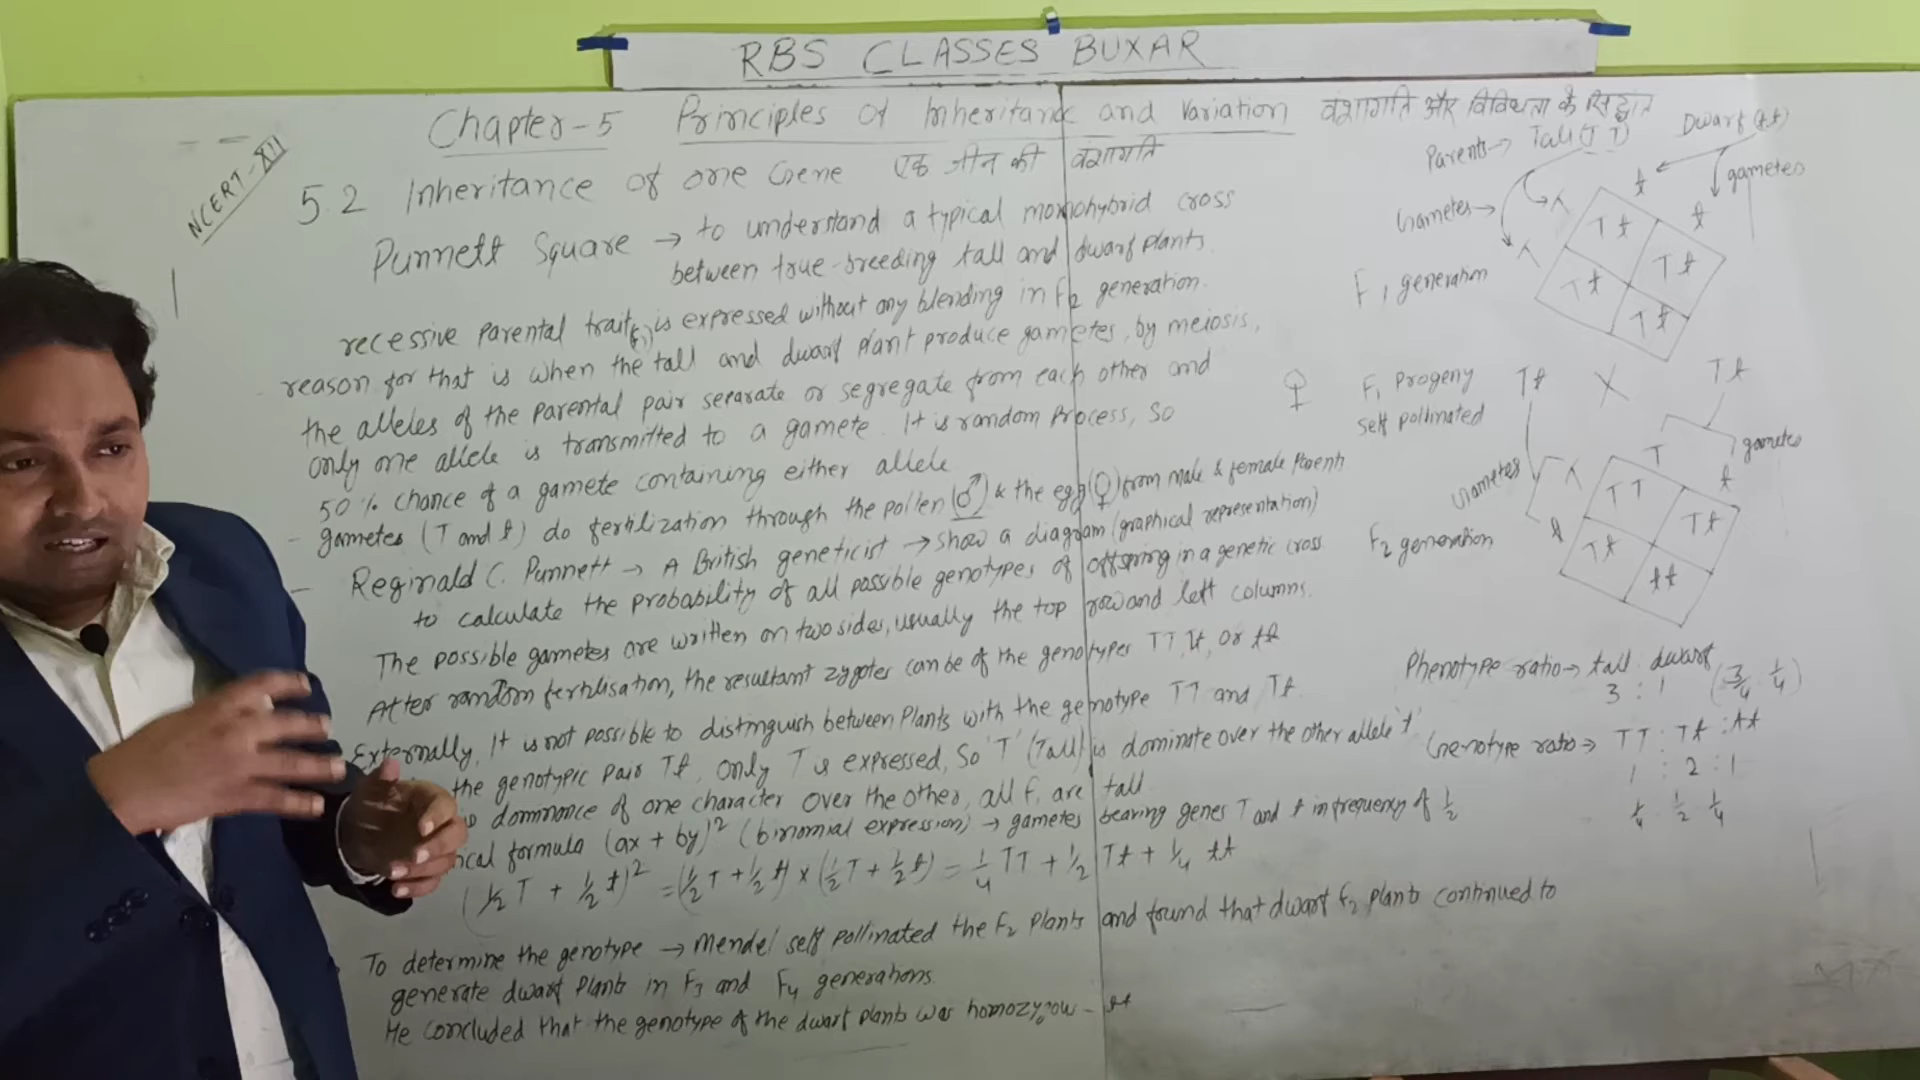 RBS CLASSES BUXAR
Chapter-5 Principles of Inheritance and Variation वंशागति और विविधता के सिद्धांत
NCERT-XII
5.2 Inheritance of one Gene एक जीन की वंशागति
Punnett Square → to understand a typical monohybrid cross
between true-breeding tall and dwarf plants.
recessive parental trait is expressed without any blending in F2 generation.
reason for that is when the tall and dwarf plant produce gametes, by meiosis,
the alleles of the parental pair separate or segregate from each other and
only one allele is transmitted to a gamete. It is random process, so
50% chance of a gamete containing either allele
- gametes (T and t) do fertilization through the pollen (♂) & the egg (♀) from male & female Parents
- Reginald C. Punnett → A British geneticist → show a diagram (graphical representation)
to calculate the probability of all possible genotypes of offspring in a genetic cross
The possible gametes are written on two sides, usually the top row and left columns.
After random fertilisation, the resultant zygotes can be of the genotypes TT, Tt, or tt
Externally, It is not possible to distinguish between plants with the genotype TT and Tt.
the genotypic pair Tt, only T is expressed, so 'T' (Tall) is dominate over the other allele 't'
dominance of one character over the other, all F1 are tall
ical formula (ax + by)² (binomial expression) → gametes bearing genes T and t in frequency of 1/2
(1/2 T + 1/2 t)² = (1/2 T + 1/2 t) × (1/2 T + 1/2 t) = 1/4 TT + 1/2 Tt + 1/4 tt
To determine the genotype → Mendel self pollinated the F2 plants and found that dwarf F2 plants continued to
generate dwarf plants in F3 and F4 generations.
He concluded that the genotype of the dwarf plants was homozygous - tt
Parents → Tall (TT) Dwarf (tt)
t gametes
Gametes → T t
Tt
T Tt
F1 generation Tt
Tt
♀ F1 Progeny Tt X Tt
self pollinated
T gametes
Gametes T t
TT
t Tt
F2 generation Tt
tt
Phenotype ratio → tall : dwarf
3 : 1 (3/4 : 1/4)
Genotype ratio → TT : Tt : tt
1 : 2 : 1
1/4 : 1/2 : 1/4